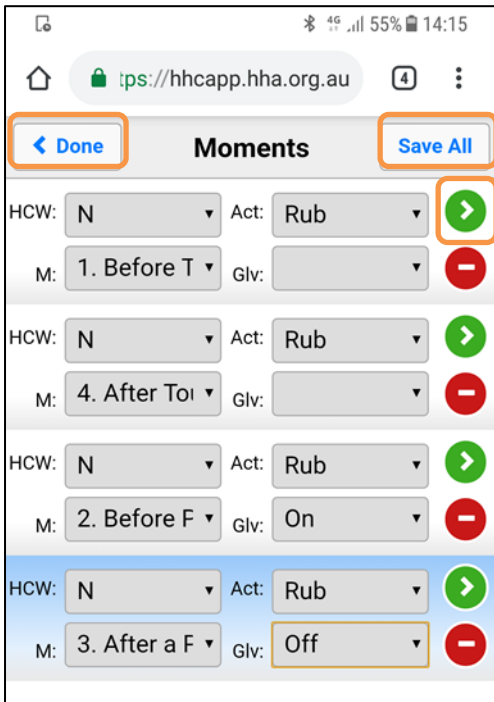 4G 55% 14:15
tps://hhcapp.hha.org.au 4
Done Moments Save All
HCW: N Act: Rub
M: 1. Before T Glv:
HCW: N Act: Rub
M: 4. After Tou Glv:
HCW: N Act: Rub
M: 2. Before P Glv: On
HCW: N Act: Rub
M: 3. After a P Glv: Off